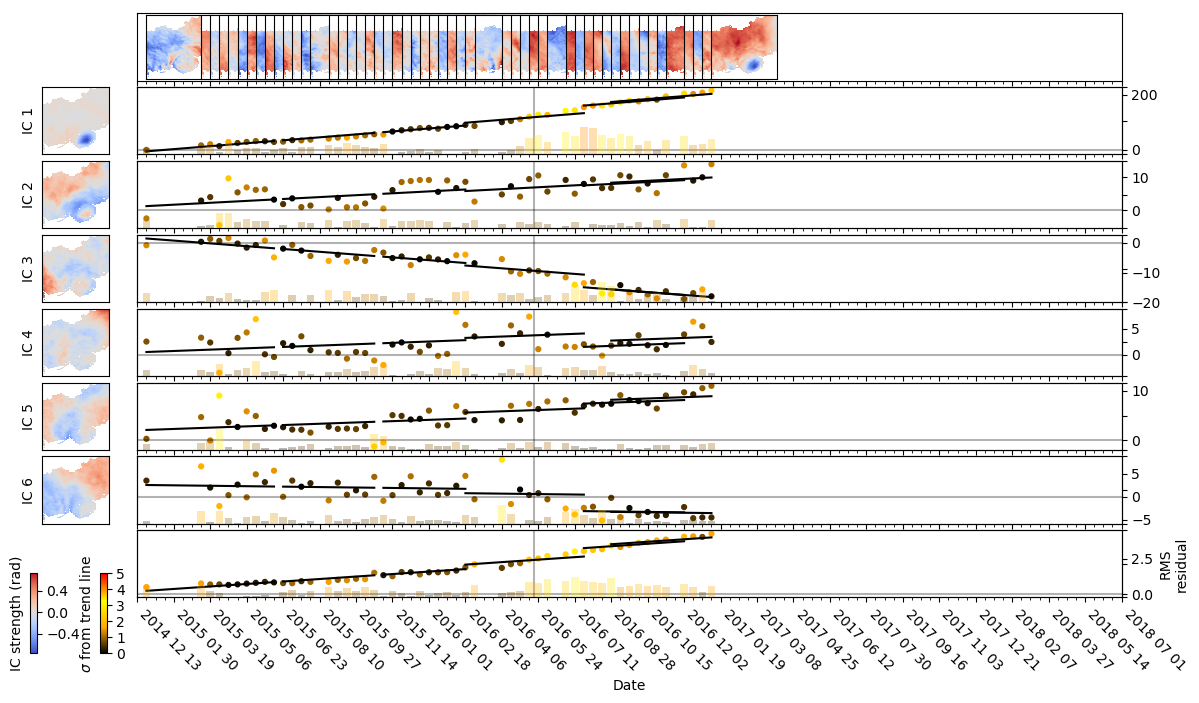 IC 1
200
0
IC 2
10
0
IC 3
0
−10
−20
IC 4
5
0
IC 5
10
0
IC 6
5
0
−5
RMS
residual
2.5
0.0
IC strength (rad)
0.4
0.0
−0.4
σ from trend line
5
4
3
2
1
0
2014 12 13
2015 01 30
2015 03 19
2015 05 06
2015 06 23
2015 08 10
2015 09 27
2015 11 14
2016 01 01
2016 02 18
2016 04 06
2016 05 24
2016 07 11
2016 08 28
2016 10 15
2016 12 02
2017 01 19
2017 03 08
2017 04 25
2017 06 12
2017 07 30
2017 09 16
2017 11 03
2017 12 21
2018 02 07
2018 03 27
2018 05 14
2018 07 01
Date